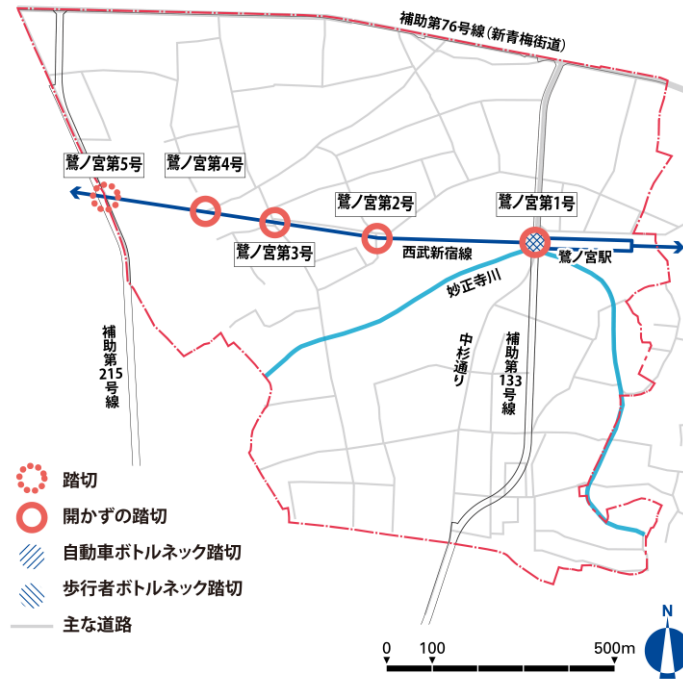 補助第76号線(新青梅街道)
鷺ノ宮第5号
鷺ノ宮第4号
鷺ノ宮第3号
鷺ノ宮第2号
鷺ノ宮第1号
西武新宿線
鷺ノ宮駅
妙正寺川
中杉通り
補助第133号線
補助第215号線
踏切
開かずの踏切
自動車ボトルネック踏切
歩行者ボトルネック踏切
主な道路
0 100 500m
N